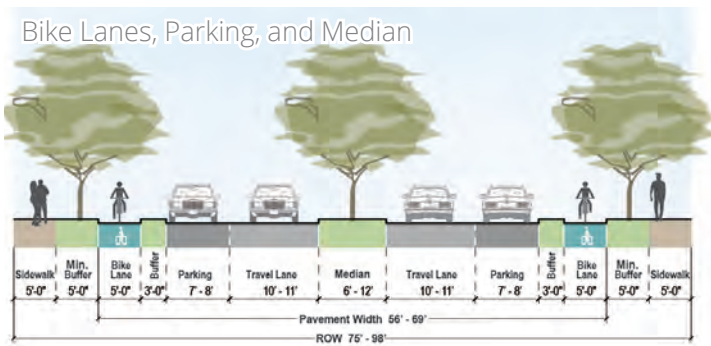 Bike Lanes, Parking, and Median
Sidewalk Min. Buffer Bike Lane Buffer Parking Travel Lane Median Travel Lane Parking Buffer Bike Lane Min. Buffer Sidewalk
5'-0" 5'-0" 5'-0" 3'-0" 7' - 8' 10' - 11' 6' - 12' 10' - 11' 7' - 8' 3'-0" 5'-0" 5'-0" 5'-0"
Pavement Width 56' - 69'
ROW 75' - 98'